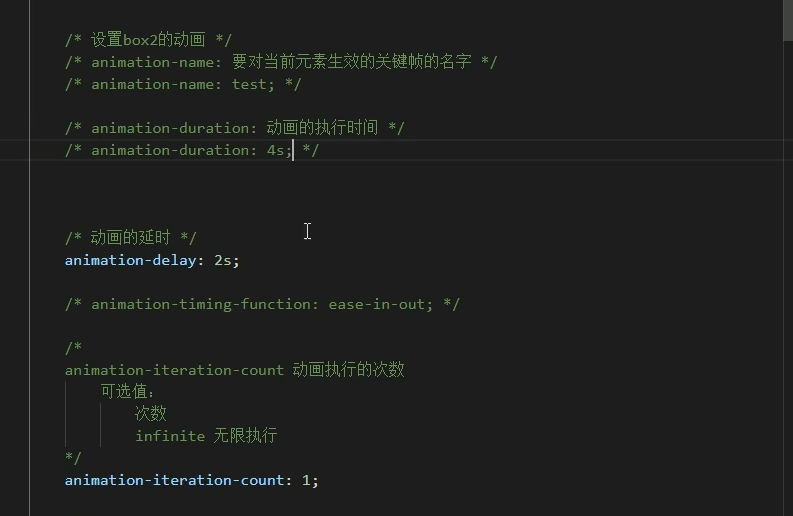 /* 设置box2的动画 */
/* animation-name: 要对当前元素生效的关键帧的名字 */
/* animation-name: test; */
/* animation-duration: 动画的执行时间 */
/* animation-duration: 4s; */
/* 动画的延时 */
animation-delay: 2s;
/* animation-timing-function: ease-in-out; */
/*
animation-iteration-count 动画执行的次数
可选值：
次数
infinite 无限执行
*/
animation-iteration-count: 1;